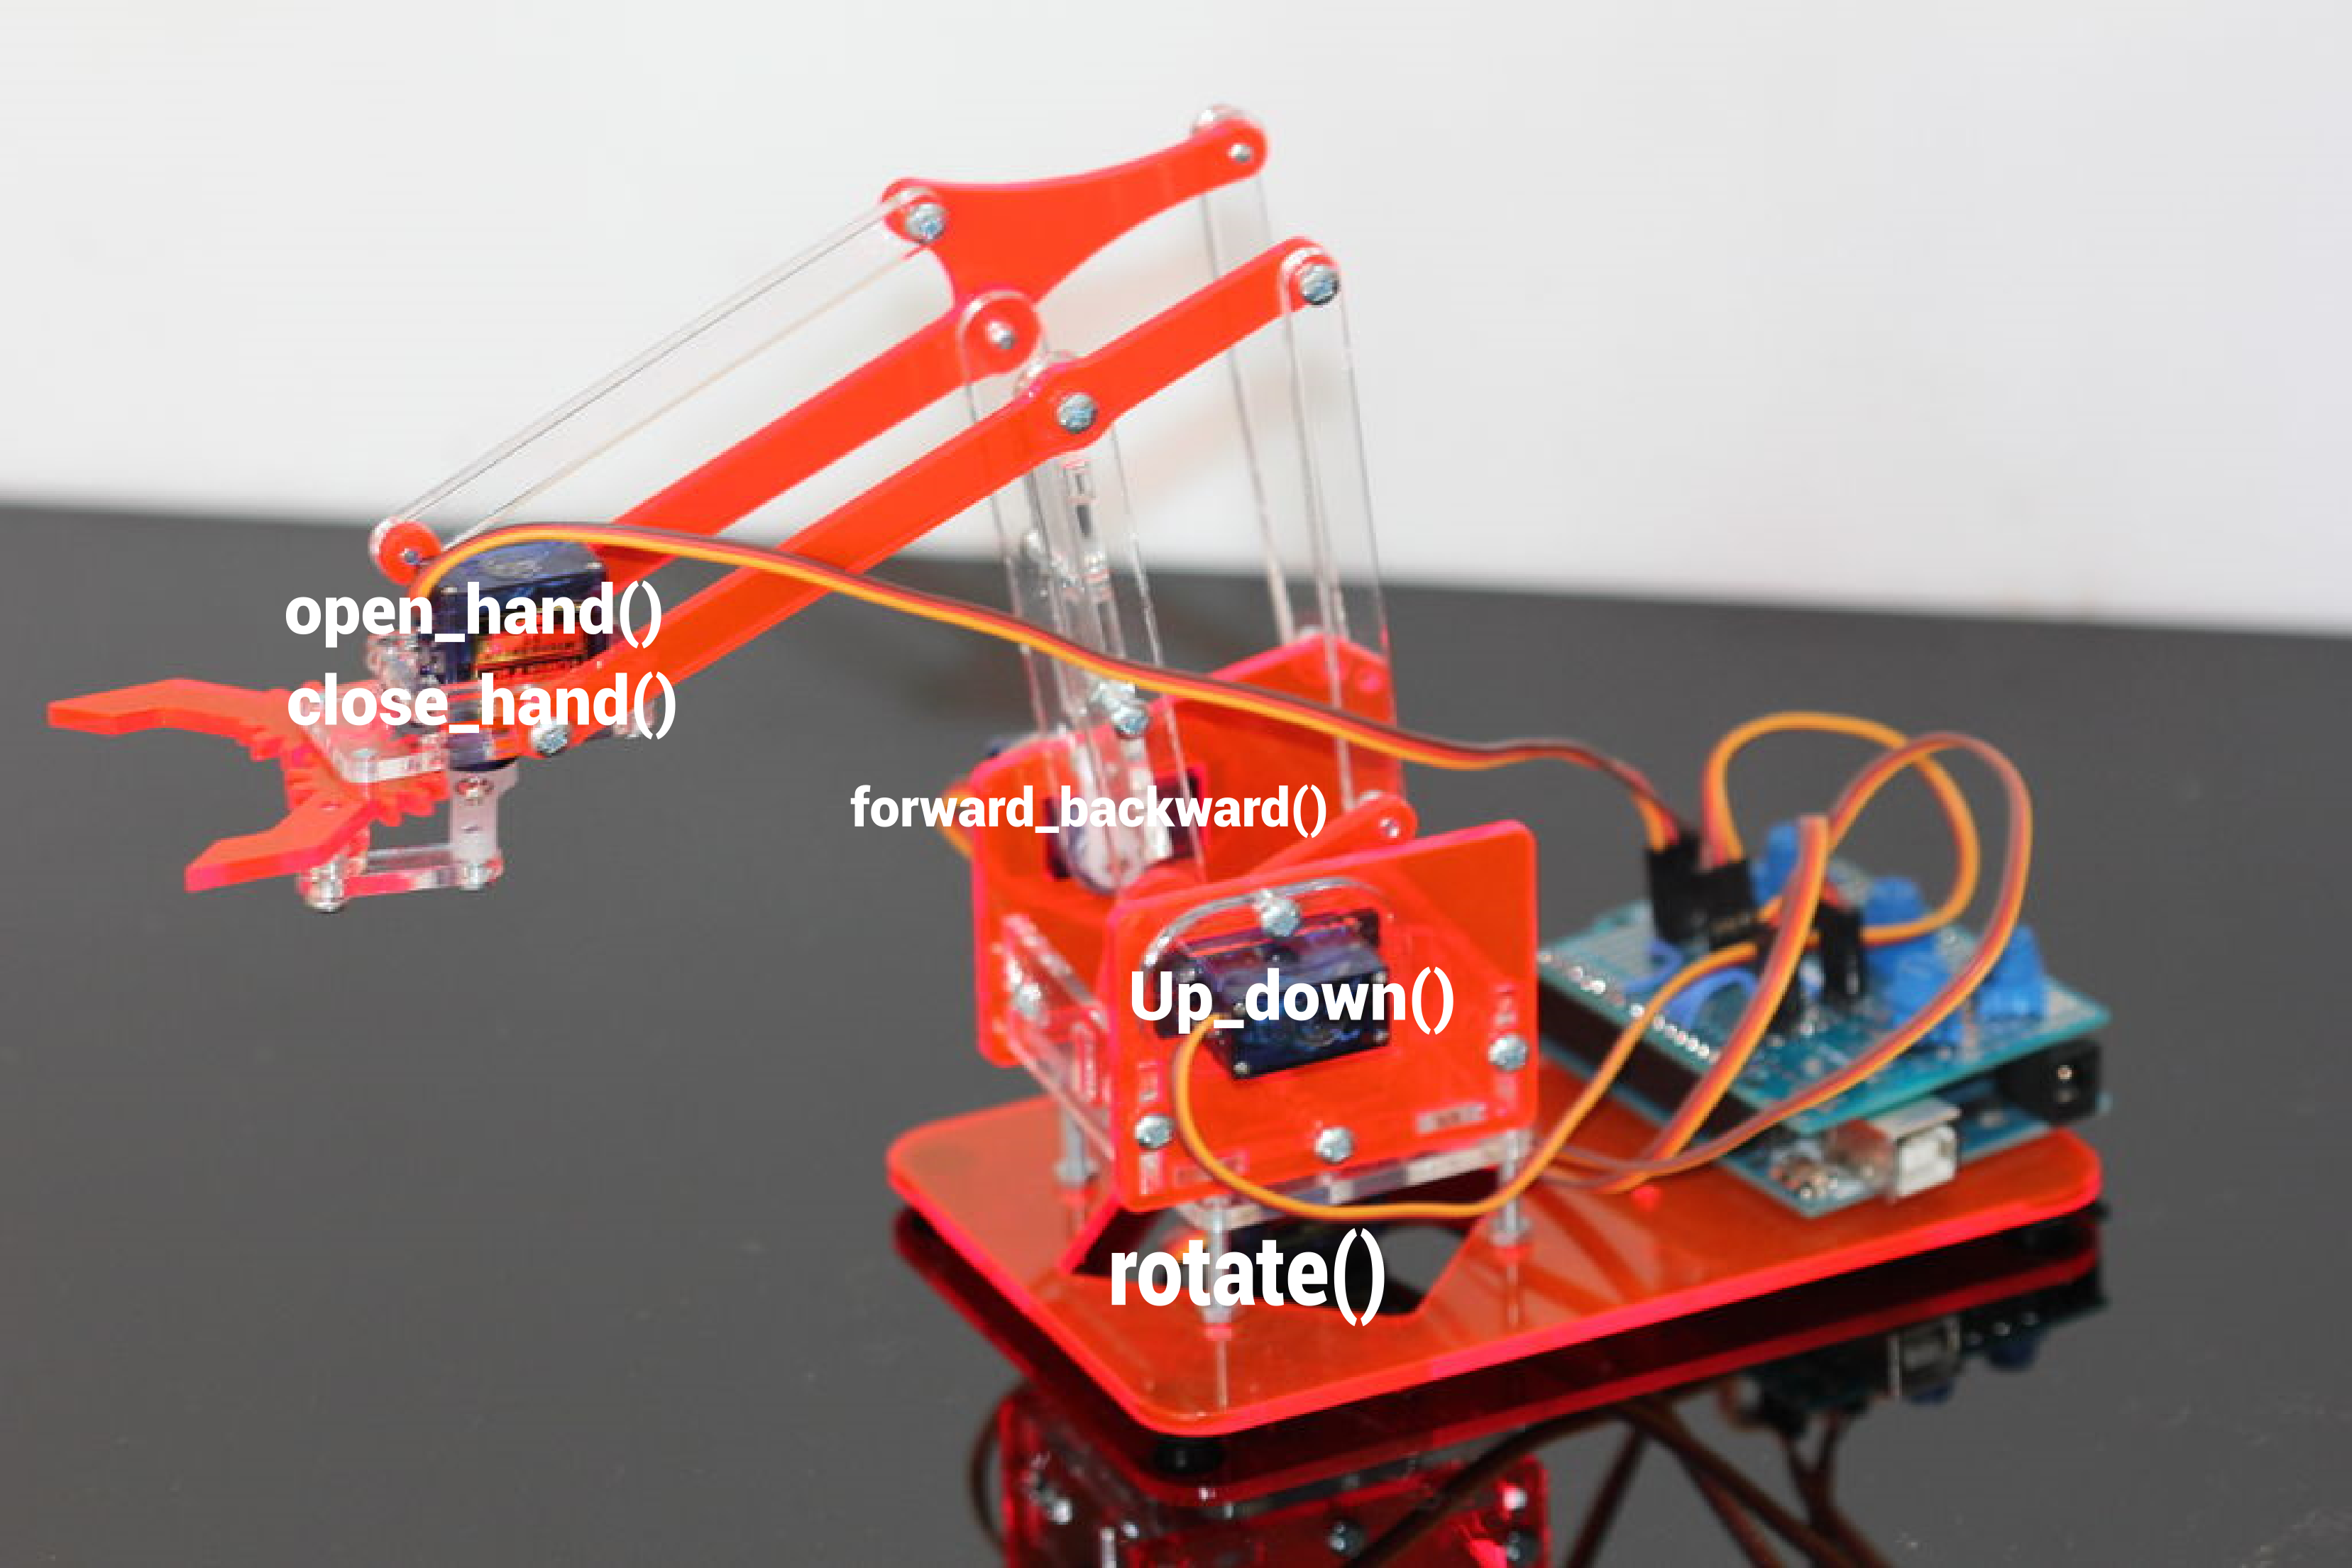 open_hand()
close_hand()
forward_backward()
Up_down()
rotate()